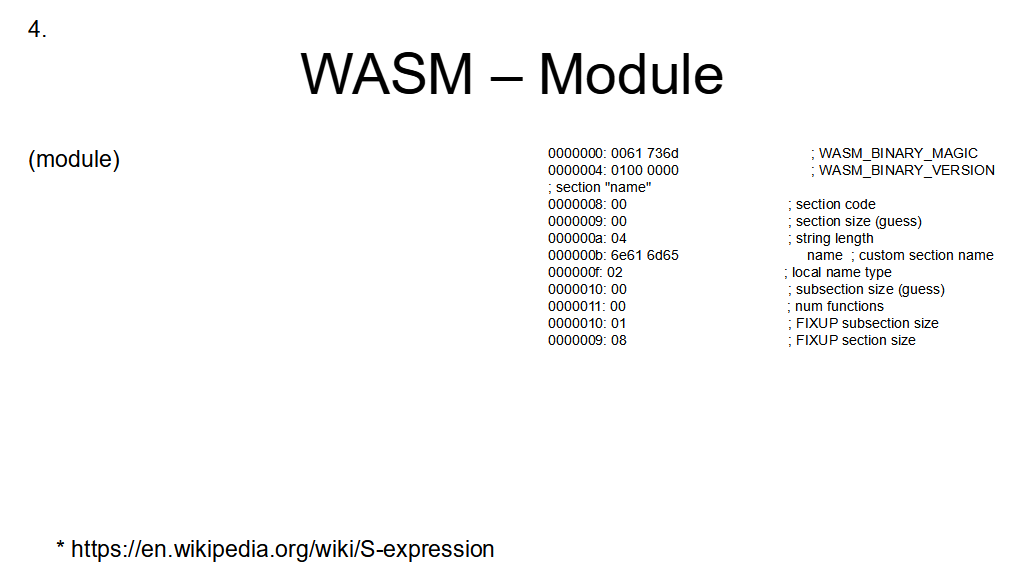 4.
WASM – Module
(module)
0000000: 0061 736d ; WASM_BINARY_MAGIC
0000004: 0100 0000 ; WASM_BINARY_VERSION
; section "name"
0000008: 00 ; section code
0000009: 00 ; section size (guess)
000000a: 04 ; string length
000000b: 6e61 6d65 name ; custom section name
000000f: 02 ; local name type
0000010: 00 ; subsection size (guess)
0000011: 00 ; num functions
0000010: 01 ; FIXUP subsection size
0000009: 08 ; FIXUP section size
* https://en.wikipedia.org/wiki/S-expression